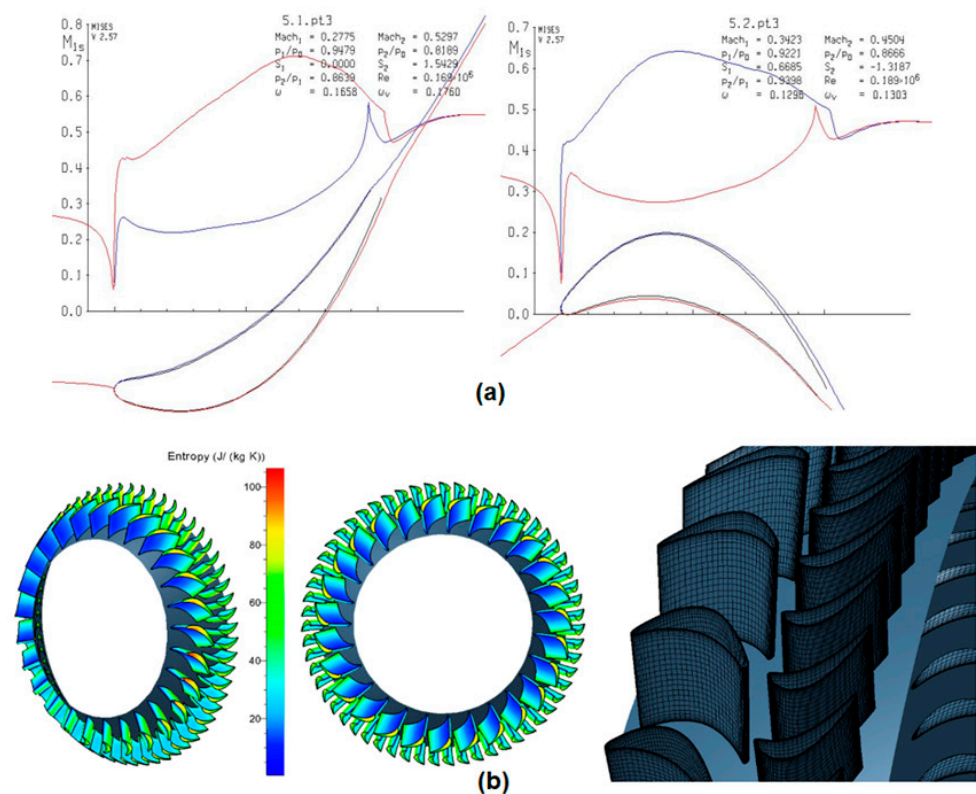 0.8
MISES
V 2.57
M1s
0.7
0.6
0.5
0.4
0.3
0.2
0.1
0.0
S.1.pt3
Mach1 = 0.2775 Mach2 = 0.5297
p1/p0 = 0.9479 p2/p0 = 0.8189
S1 = 0.0000 S2 = 1.5429
p2/p1 = 0.8639 Re = 0.169·10^6
ω = 0.1658 ωv = 0.1760
0.8
MISES
V 2.57
M1s
0.7
0.6
0.5
0.4
0.3
0.2
0.1
0.0
S.2.pt3
Mach1 = 0.3423 Mach2 = 0.4504
p1/p0 = 0.9221 p2/p0 = 0.8666
S1 = 0.6685 S2 = -1.3187
p2/p1 = 0.9398 Re = 0.189·10^6
ω = 0.1298 ωv = 0.1303
(a)
Entropy (J/ (kg K))
100
80
60
40
20
(b)